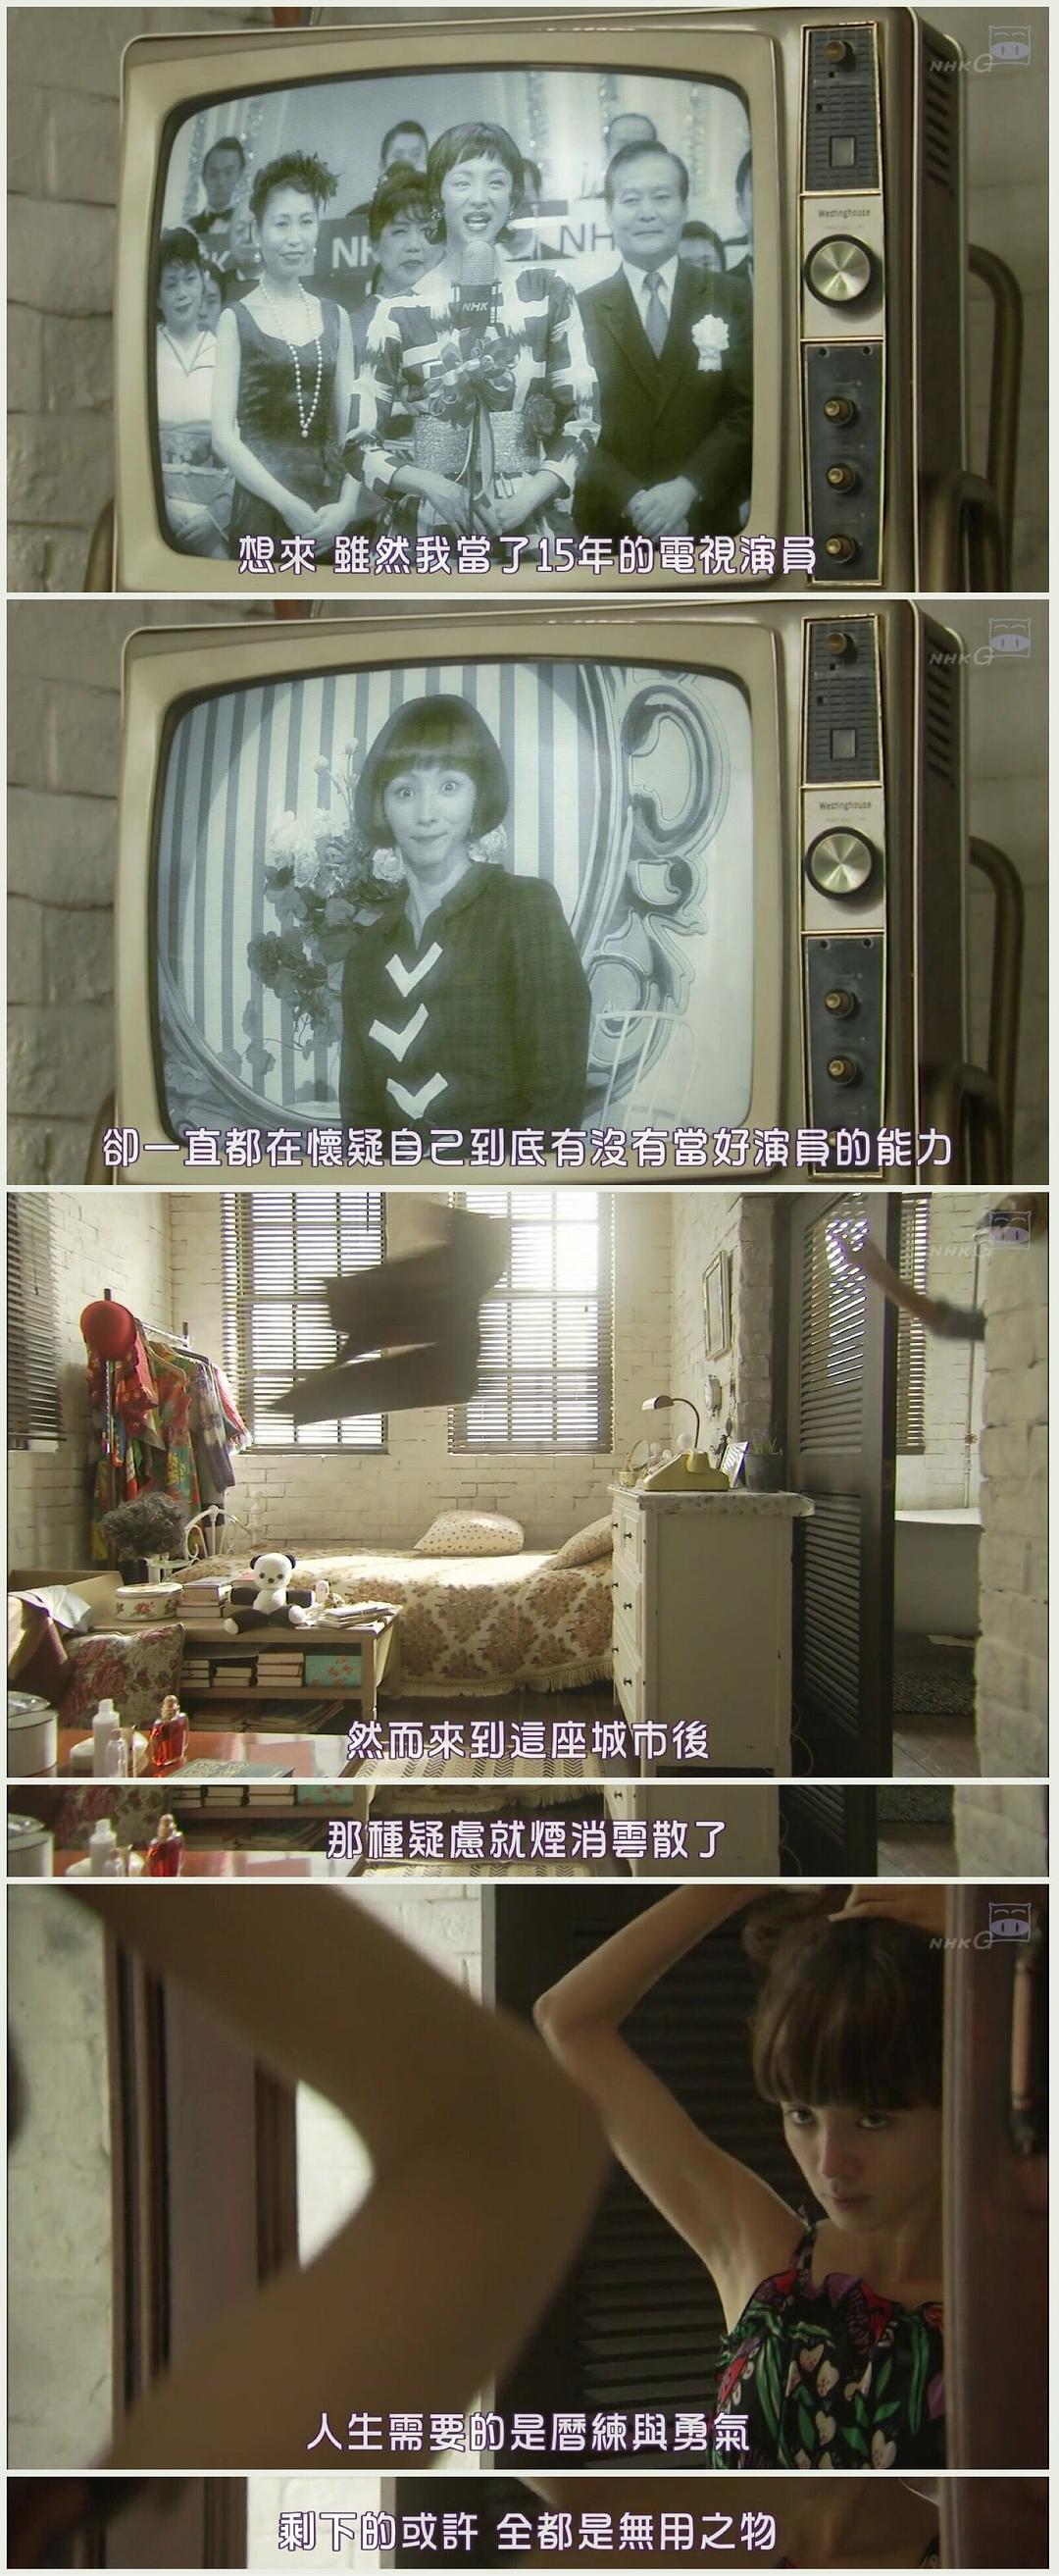 NHKG
NH
NH
NHK
Westinghouse
想來 雖然我當了15年的電視演員
NHKG
Westinghouse
卻一直都在懷疑自己到底有沒有當好演員的能力
NHKG
然而來到這座城市後
那種疑慮就煙消雲散了
NHKG
人生需要的是曆練與勇氣
剩下的或許 全都是無用之物